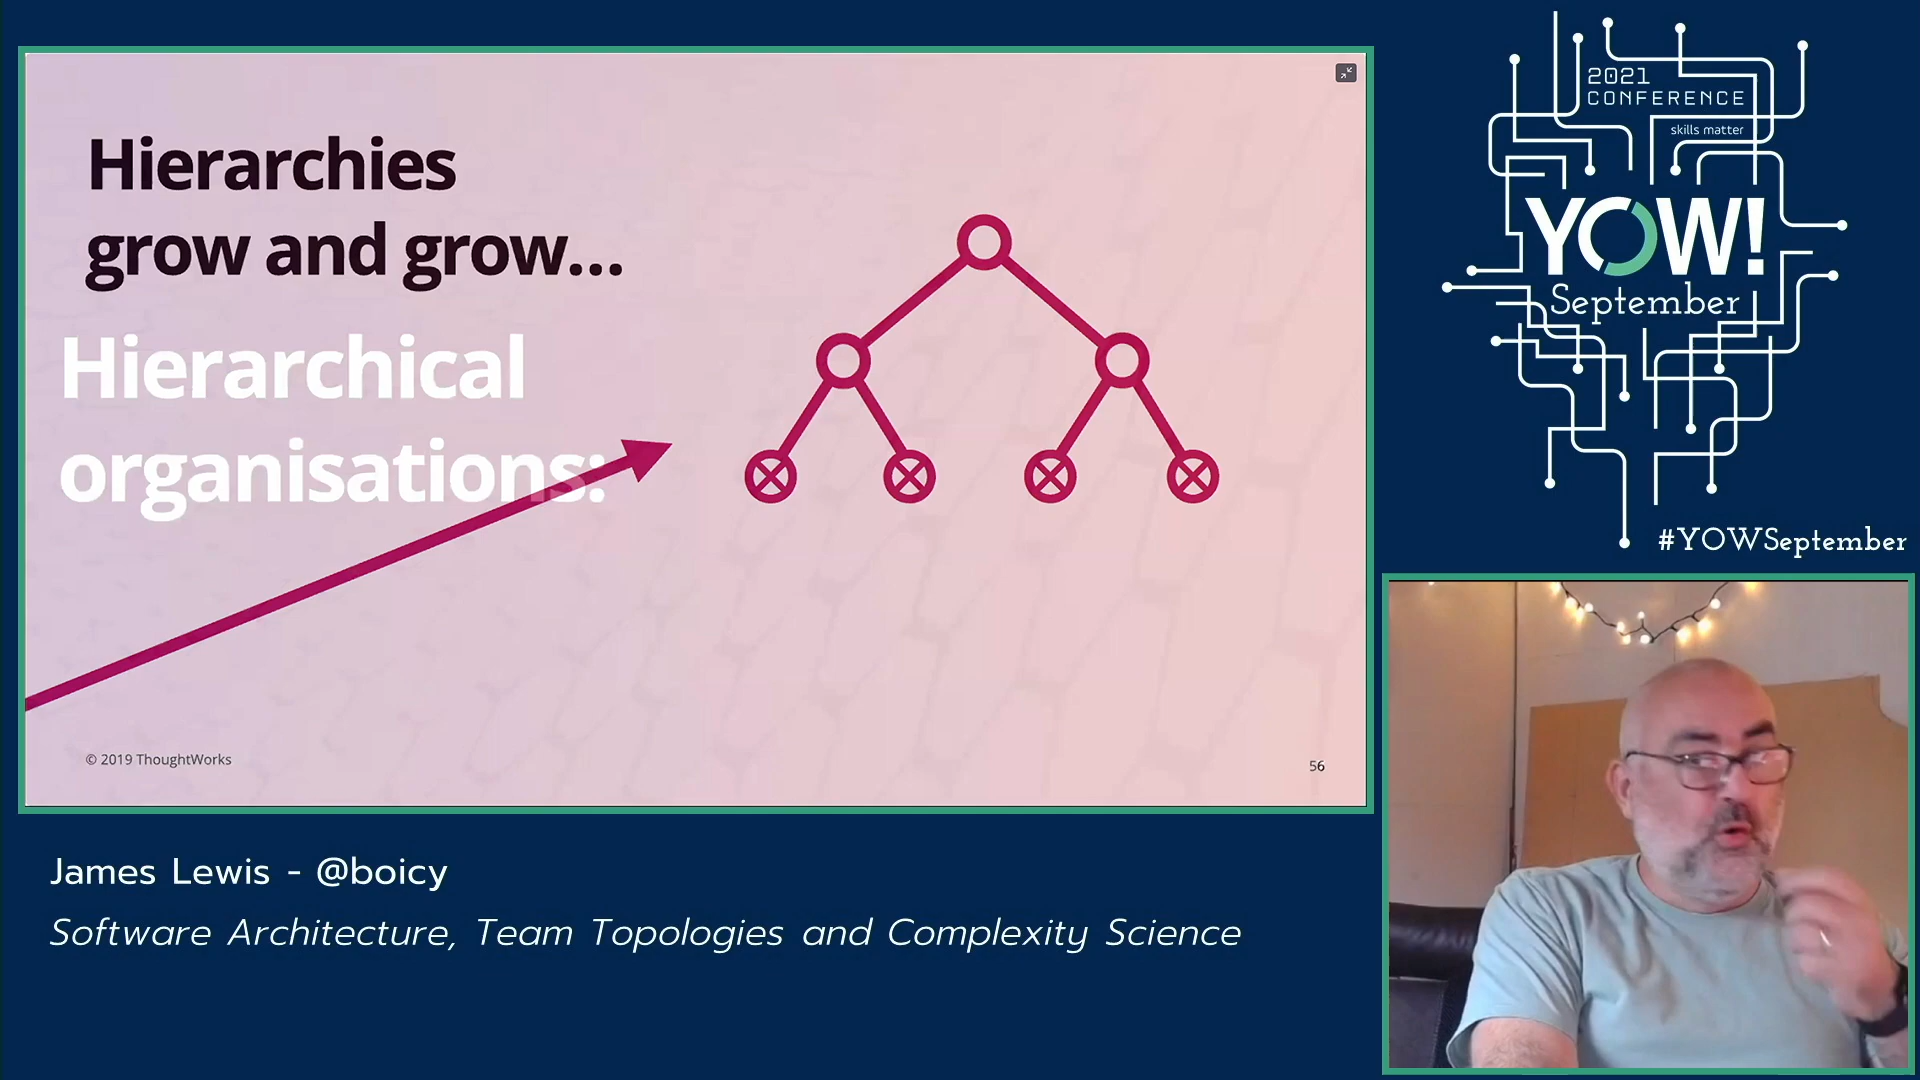 Hierarchies
grow and grow...
Hierarchical
organisations:
© 2019 ThoughtWorks
56
2021
CONFERENCE
skills matter
YOW!
September
#YOWSeptember
James Lewis - @boicy
Software Architecture, Team Topologies and Complexity Science